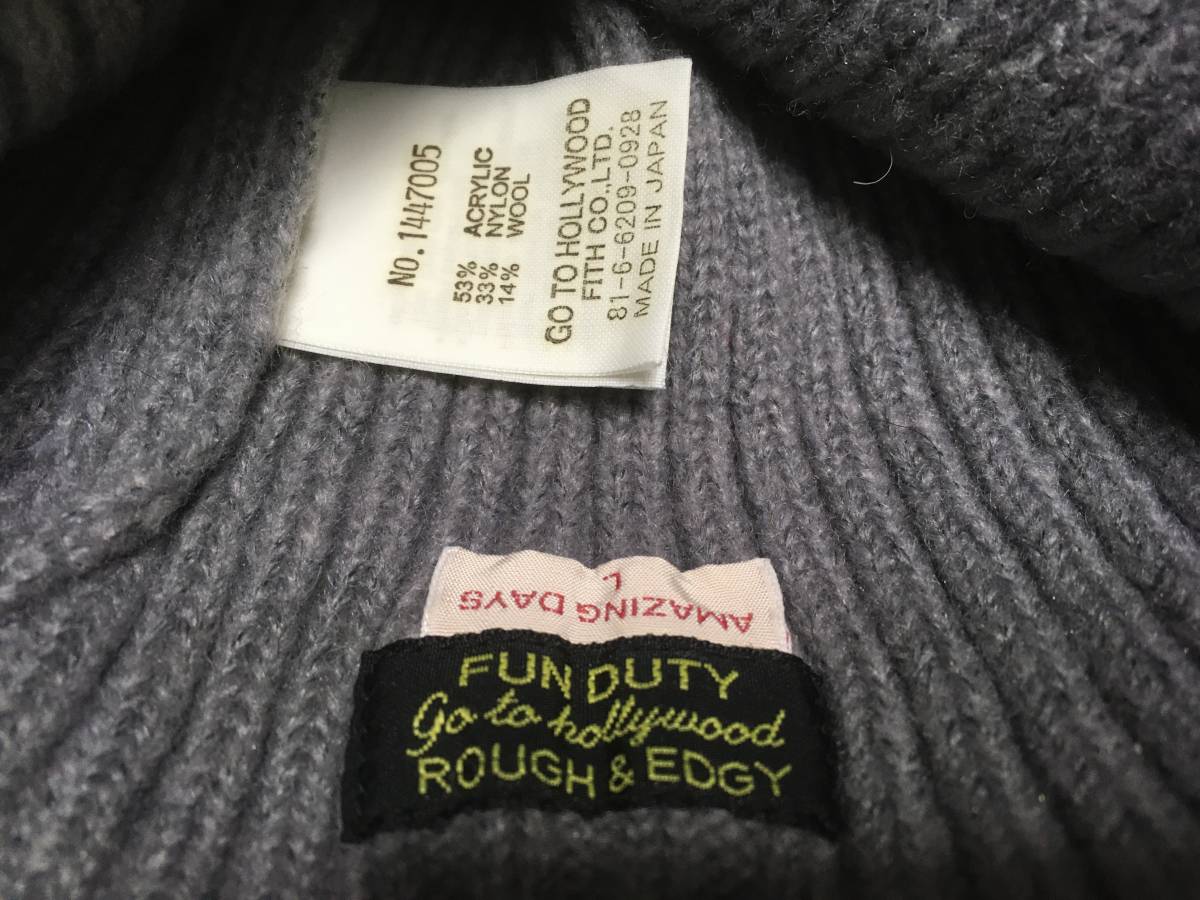 No.1447005
53% ACRYLIC
33% NYLON
14% WOOL
GO TO HOLLYWOOD
FITH CO.,LTD.
81-6-6209-0928
MADE IN JAPAN
AMAZING DAYS
L
FUN DUTY
Go to hollywood
ROUGH & EDGY